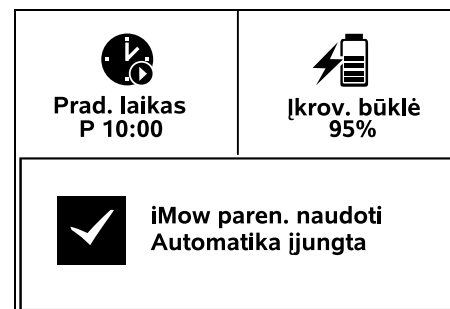 Prad. laikas
P 10:00
Įkrov. būklė
95%
iMow paren. naudoti
Automatika įjungta